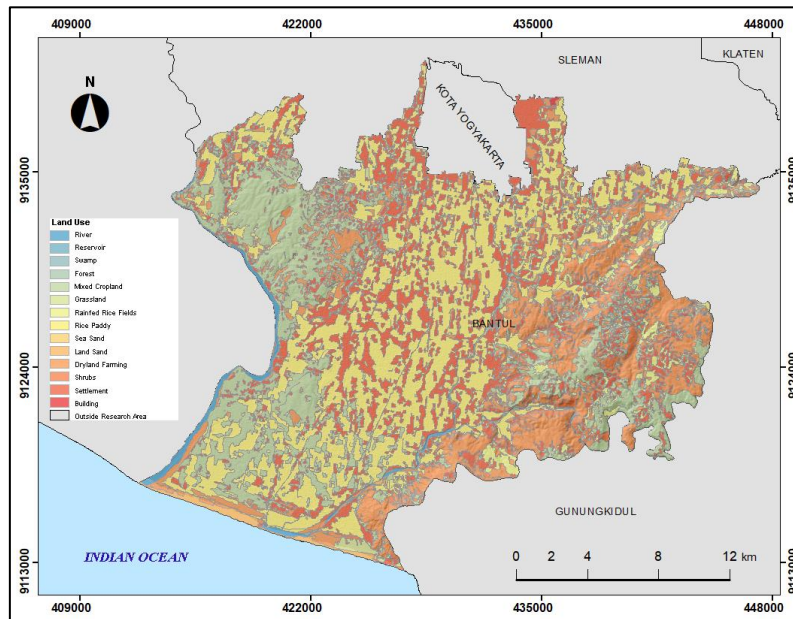 409000
422000
435000
448000
SLEMAN
KLATEN
N
KOTA YOGYAKARTA
9135000
9135000
Land Use
River
Reservoir
Swamp
Forest
Mixed Cropland
Grassland
Rainfed Rice Fields
Rice Paddy
Sea Sand
Land Sand
Dryland Farming
Shrubs
Settlement
Building
Outside Research Area
BANTUL
9124000
9124000
GUNUNGKIDUL
INDIAN OCEAN
0 2 4 8 12 km
9113000
9113000
409000
422000
435000
448000